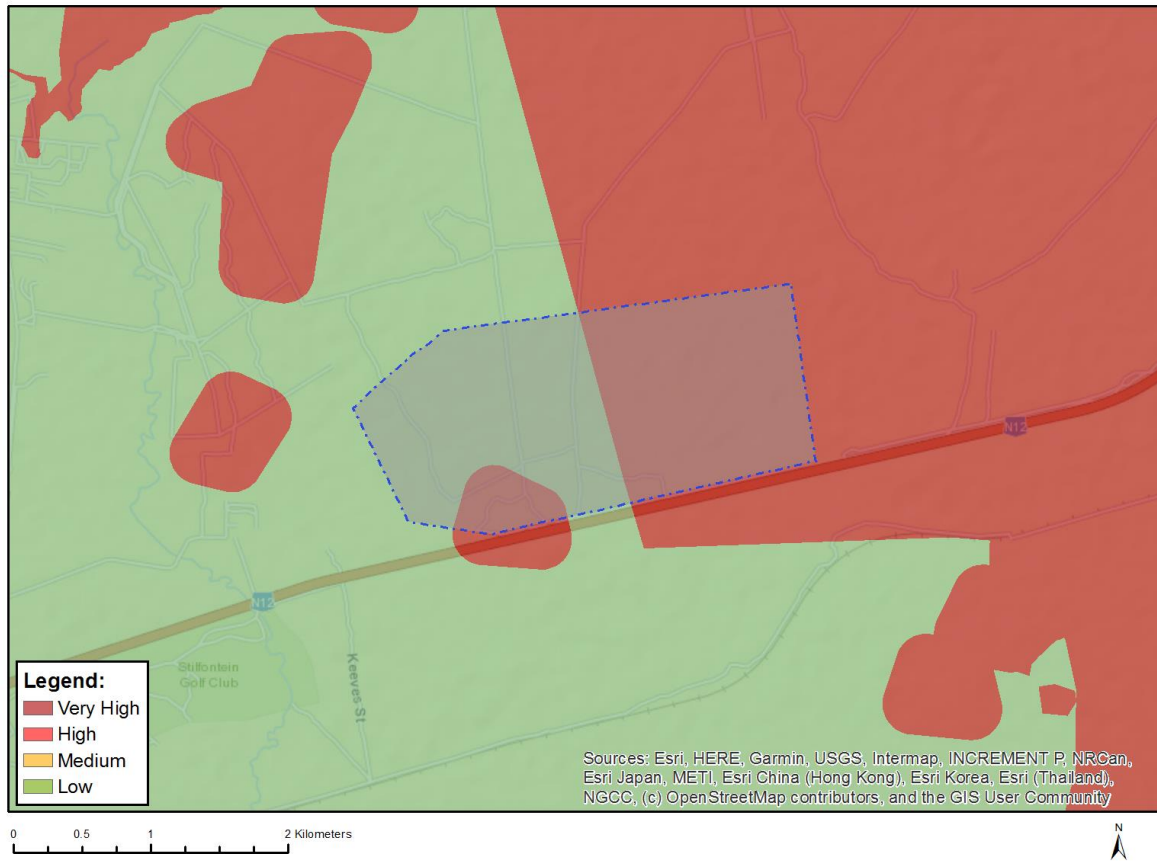 N12
N12
Stilfontein
Golf Club
Keeves St
Legend:
Very High
High
Medium
Low
Sources: Esri, HERE, Garmin, USGS, Intermap, INCREMENT P, NRCan,
Esri Japan, METI, Esri China (Hong Kong), Esri Korea, Esri (Thailand),
NGCC, (c) OpenStreetMap contributors, and the GIS User Community
0 0.5 1 2 Kilometers
N